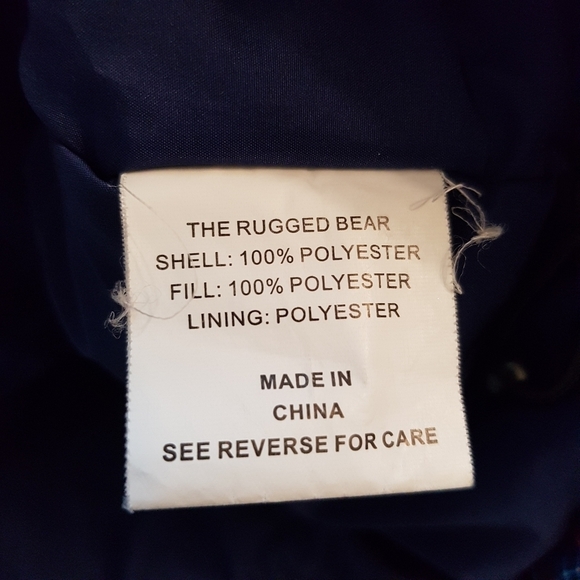 THE RUGGED BEAR
SHELL: 100% POLYESTER
FILL: 100% POLYESTER
LINING: POLYESTER
MADE IN
CHINA
SEE REVERSE FOR CARE